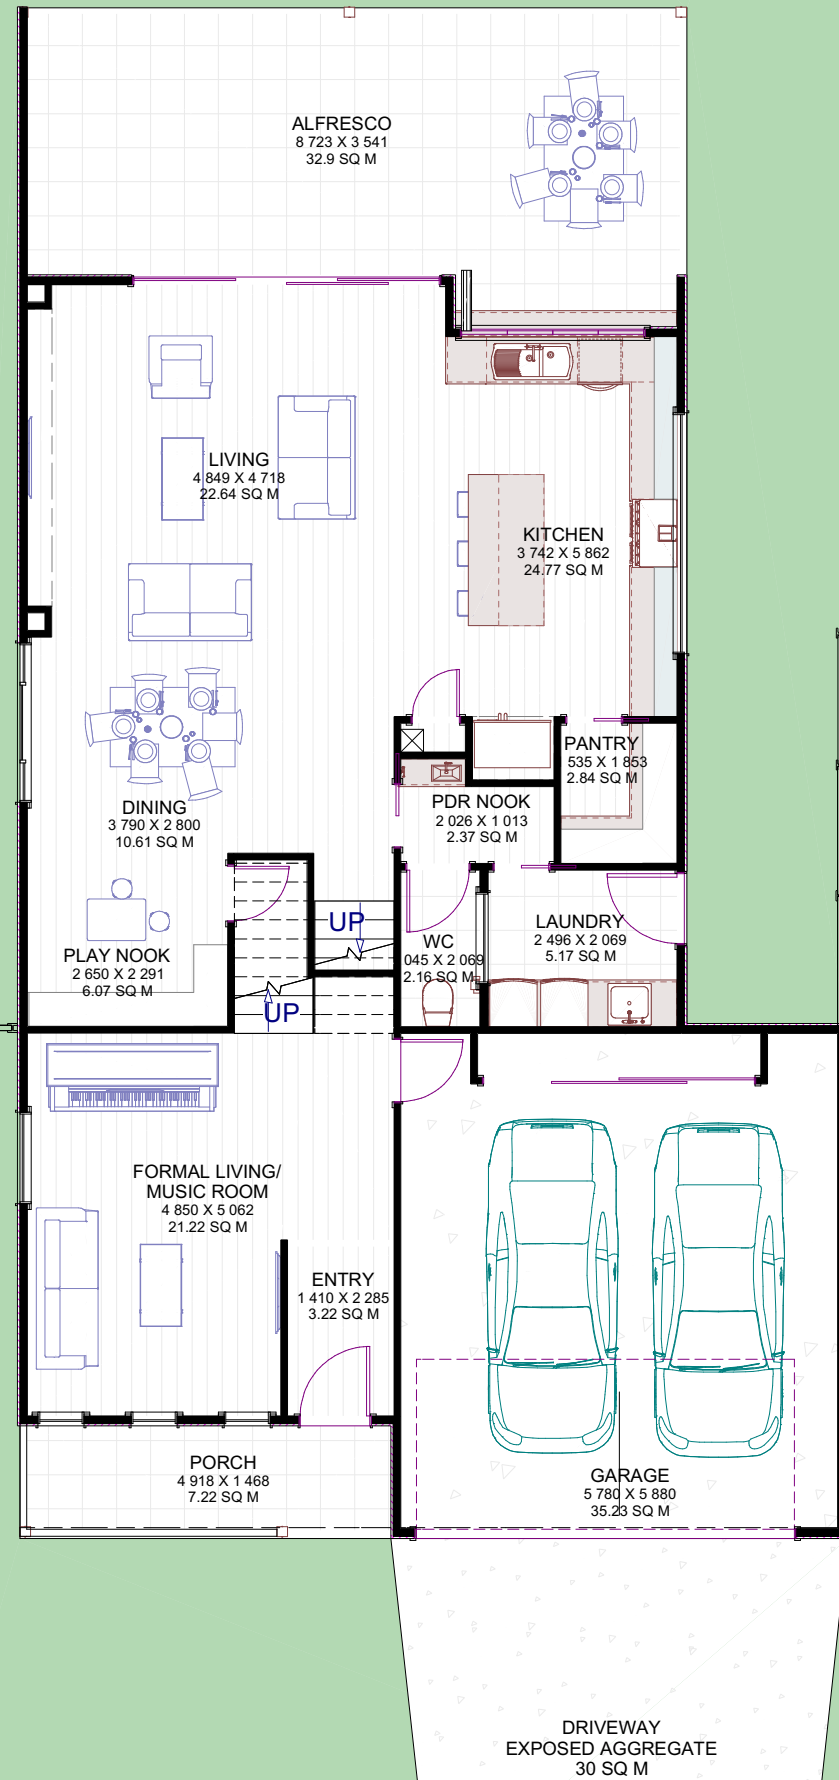 ALFRESCO
8 723 X 3 541
32.9 SQ M
LIVING
4 849 X 4 718
22.64 SQ M
KITCHEN
3 742 X 5 862
24.77 SQ M
PANTRY
535 X 1 853
2.84 SQ M
DINING
3 790 X 2 800
10.61 SQ M
PDR NOOK
2 026 X 1 013
2.37 SQ M
UP
LAUNDRY
2 496 X 2 069
5.17 SQ M
WC
045 X 2 069
2.16 SQ M
PLAY NOOK
2 650 X 2 291
6.07 SQ M
UP
FORMAL LIVING/
MUSIC ROOM
4 850 X 5 062
21.22 SQ M
ENTRY
1 410 X 2 285
3.22 SQ M
PORCH
4 918 X 1 468
7.22 SQ M
GARAGE
5 780 X 5 880
35.23 SQ M
DRIVEWAY
EXPOSED AGGREGATE
30 SQ M